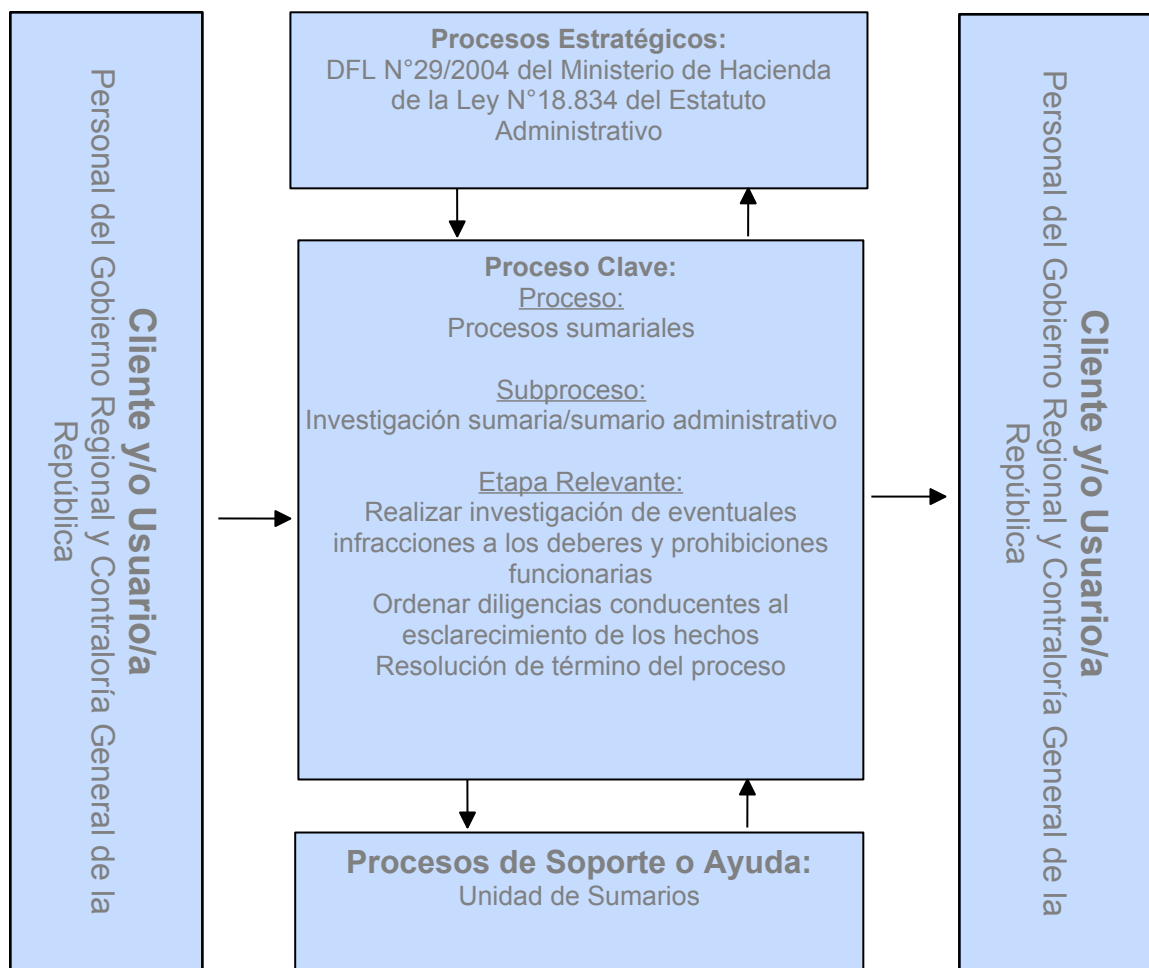 Cliente y/o Usuario/a
Personal del Gobierno Regional y Contraloría General de la
República
Procesos Estratégicos:
DFL N°29/2004 del Ministerio de Hacienda
de la Ley N°18.834 del Estatuto
Administrativo
Proceso Clave:
Proceso:
Procesos sumariales
Subproceso:
Investigación sumaria/sumario administrativo
Etapa Relevante:
Realizar investigación de eventuales
infracciones a los deberes y prohibiciones
funcionarias
Ordenar diligencias conducentes al
esclarecimiento de los hechos
Resolución de término del proceso
Procesos de Soporte o Ayuda:
Unidad de Sumarios
Cliente y/o Usuario/a
Personal del Gobierno Regional y Contraloría General de la
República